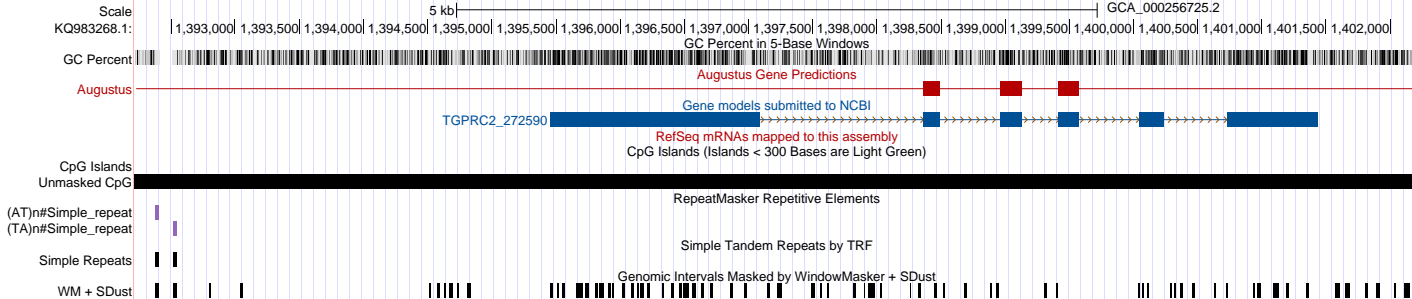 Scale 5 kb GCA_000256725.2
KQ983268.1: 1,393,000 1,393,500 1,394,000 1,394,500 1,395,000 1,395,500 1,396,000 1,396,500 1,397,000 1,397,500 1,398,000 1,398,500 1,399,000 1,399,500 1,400,000 1,400,500 1,401,000 1,401,500 1,402,000
GC Percent in 5-Base Windows
GC Percent
Augustus Gene Predictions
Augustus
Gene models submitted to NCBI
TGPRC2_272590
RefSeq mRNAs mapped to this assembly
CpG Islands (Islands < 300 Bases are Light Green)
CpG Islands
Unmasked CpG
RepeatMasker Repetitive Elements
(AT)n#Simple_repeat
(TA)n#Simple_repeat
Simple Tandem Repeats by TRF
Simple Repeats
Genomic Intervals Masked by WindowMasker + SDust
WM + SDust